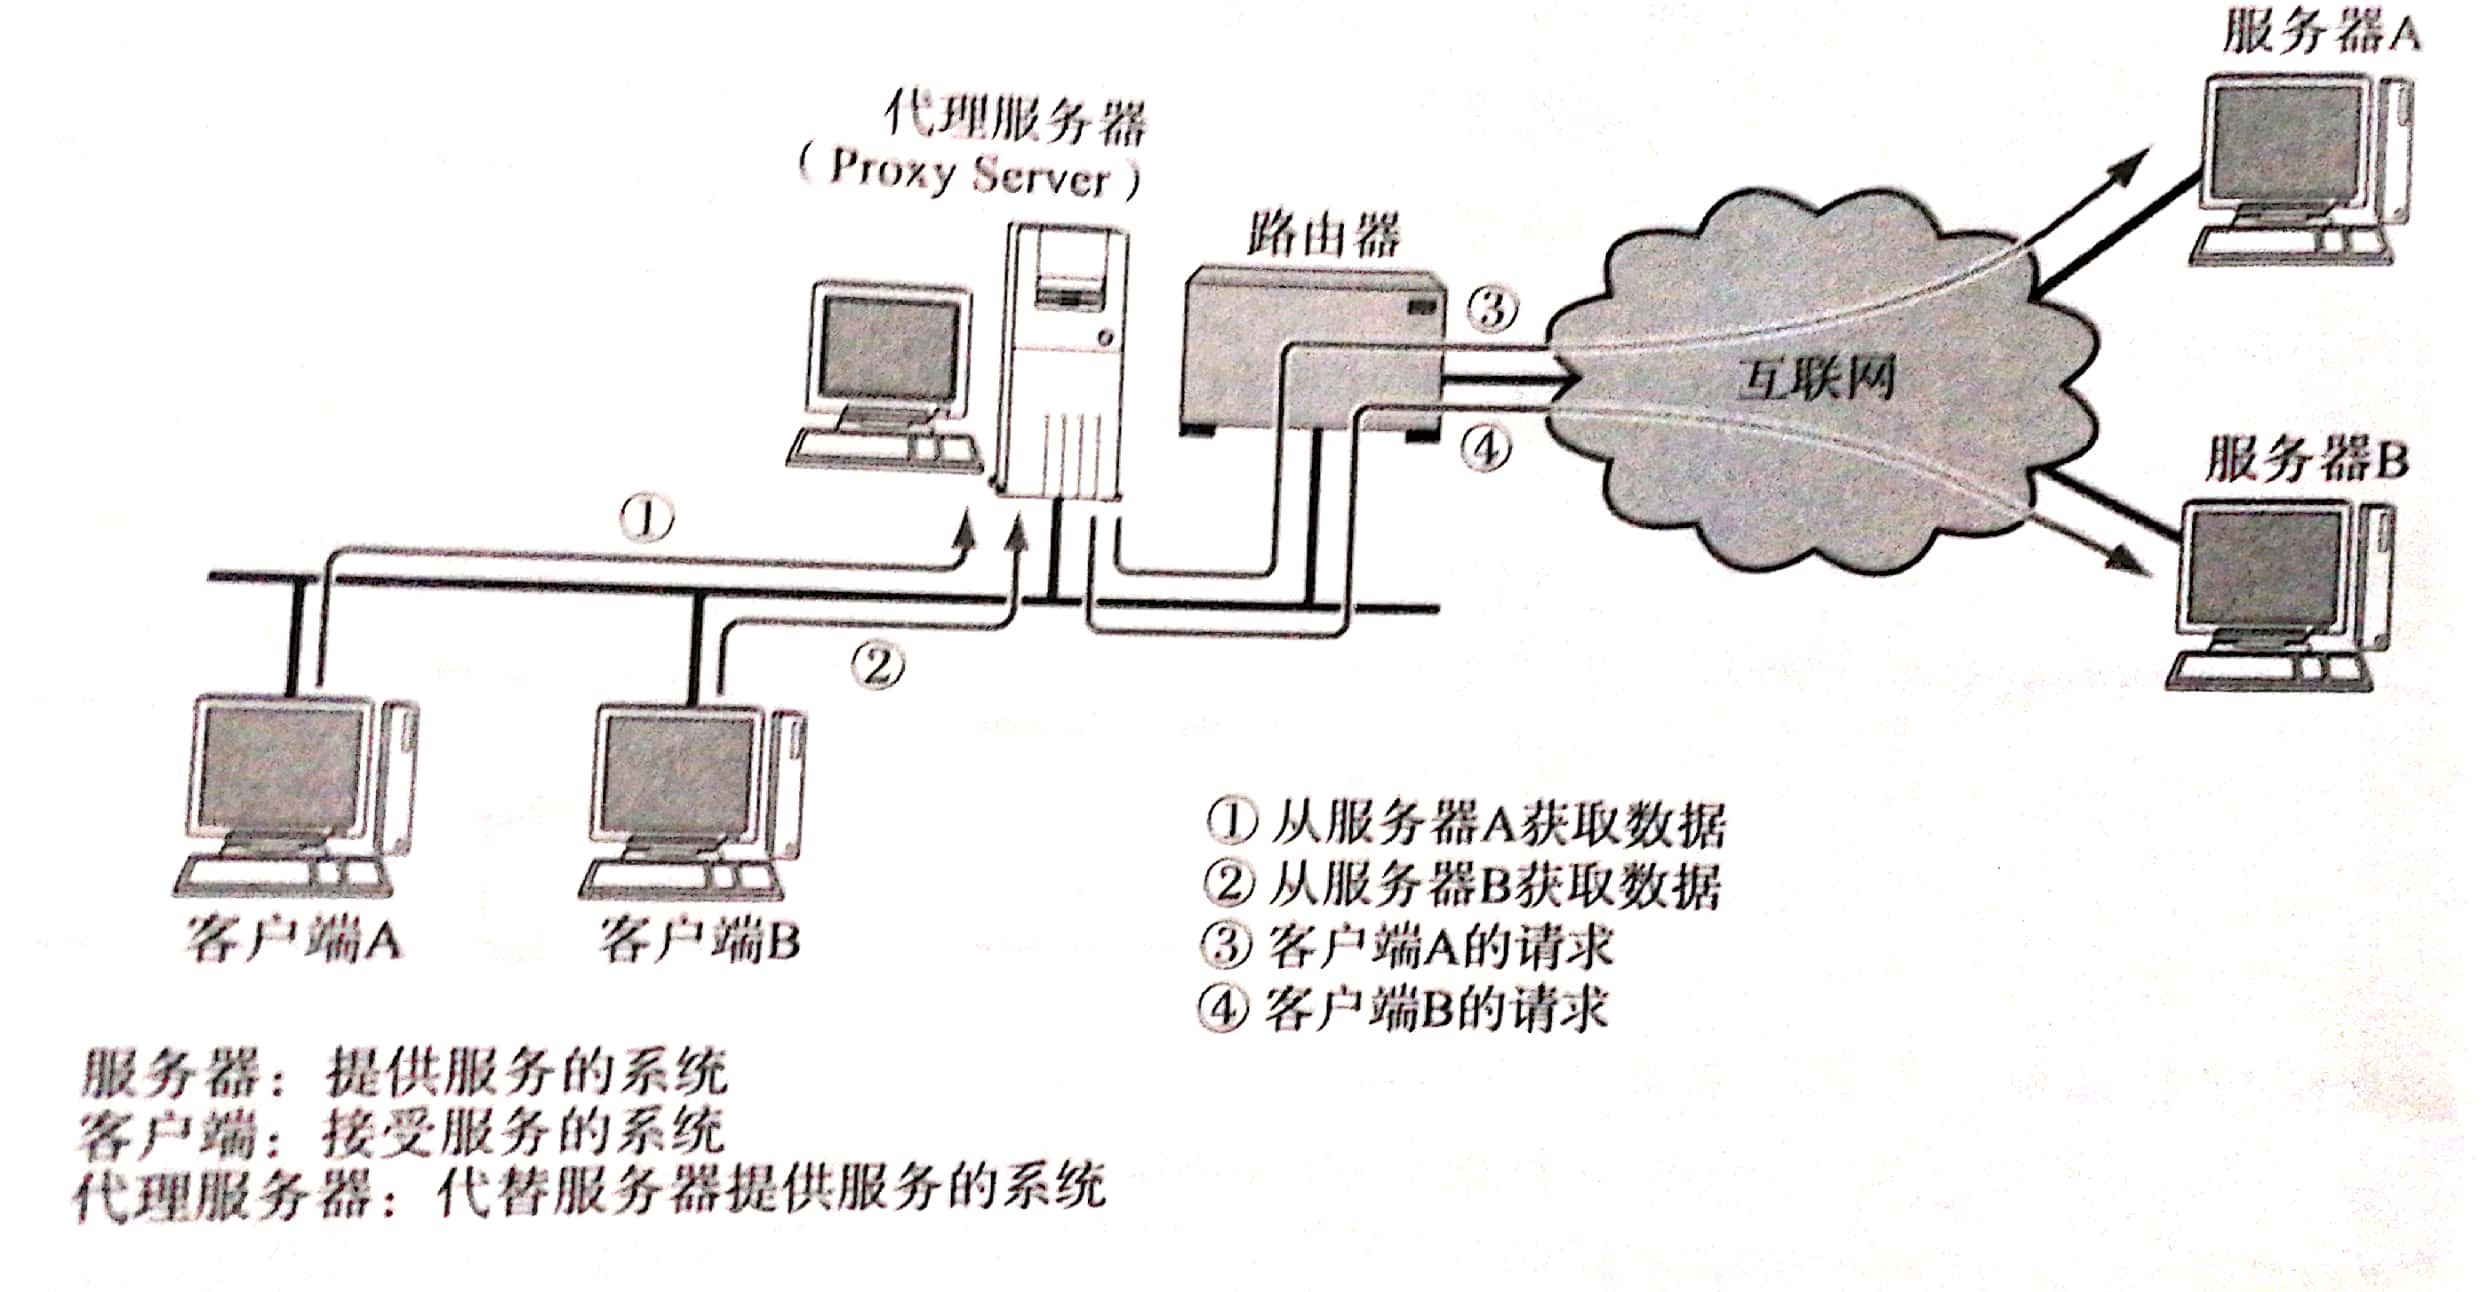 服务器A
代理服务器
（Proxy Server）
路由器
③
互联网
④
服务器B
①
②
客户端A
客户端B
① 从服务器A获取数据
② 从服务器B获取数据
③ 客户端A的请求
④ 客户端B的请求
服务器：提供服务的系统
客户端：接受服务的系统
代理服务器：代替服务器提供服务的系统